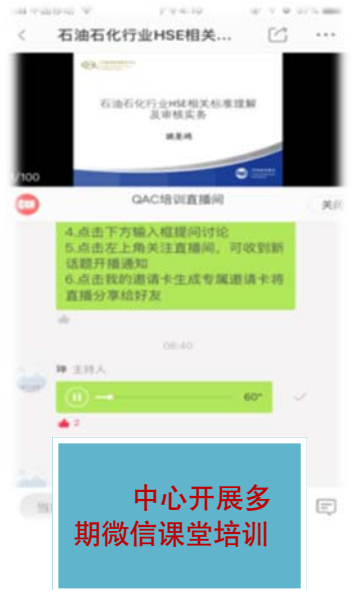 石油石化行业HSE相关...
石油石化行业HSE相关标准理解
及审核实务
/100
QAC培训直播间
4.点击下方输入框提问讨论
5.点击左上角关注直播间，可收到新
话题开播通知
6.点击我的邀请卡生成专属邀请卡将
直播分享给好友
08:40
主持人
60"
2
中心开展多
期微信课堂培训